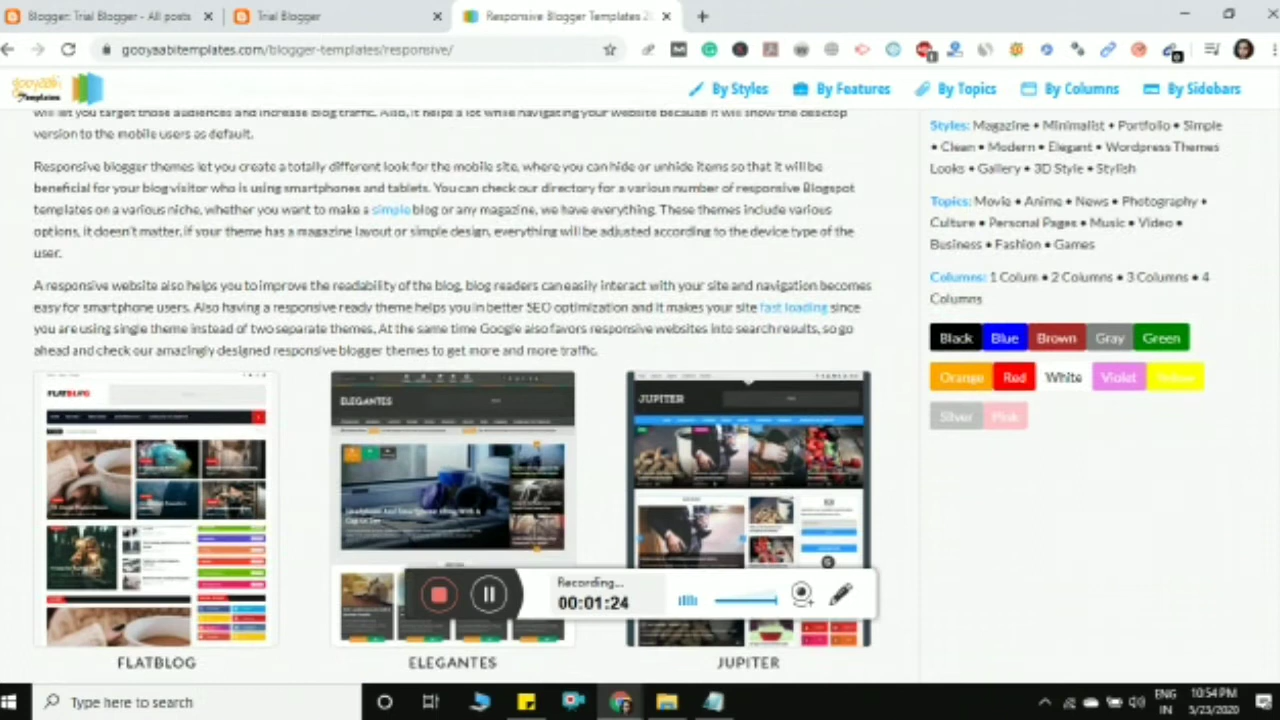 Blogger: Trial Blogger - All posts
Trial Blogger
Responsive Blogger Templates 2
gooyaabitemplates.com/blogger-templates/responsive/
gooyaabi
Templates
By Styles
By Features
By Topics
By Columns
By Sidebars
will let you target those audiences and increase blog traffic. Also, it helps a lot while navigating your website because it will show the desktop
version to the mobile users as default.
Responsive blogger themes let you create a totally different look for the mobile site, where you can hide or unhide items so that it will be
beneficial for your blog visitor who is using smartphones and tablets. You can check our directory for a various number of responsive Blogspot
templates on a various niche, whether you want to make a simple blog or any magazine, we have everything. These themes include various
options, it doesn't matter, if your theme has a magazine layout or simple design, everything will be adjusted according to the device type of the
user.
A responsive website also helps you to improve the readability of the blog, blog readers can easily interact with your site and navigation becomes
easy for smartphone users. Also having a responsive ready theme helps you in better SEO optimization and it makes your site fast loading since
you are using single theme instead of two separate themes, At the same time Google also favors responsive websites into search results, so go
ahead and check our amazingly designed responsive blogger themes to get more and more traffic.
Styles: Magazine • Minimalist • Portfolio • Simple
• Clean • Modern • Elegant • Wordpress Themes
Looks • Gallery • 3D Style • Stylish
Topics: Movie • Anime • News • Photography •
Culture • Personal Pages • Music • Video •
Business • Fashion • Games
Columns: 1 Colum • 2 Columns • 3 Columns • 4
Columns
Black Blue Brown Gray Green
Orange Red White Violet Yellow
Silver Pink
FLATBLOG
ELEGANTES
JUPITER
Recording...
00:01:24
FLATBLOG
ELEGANTES
JUPITER
Type here to search
ENG
IN
10:54 PM
5/23/2020